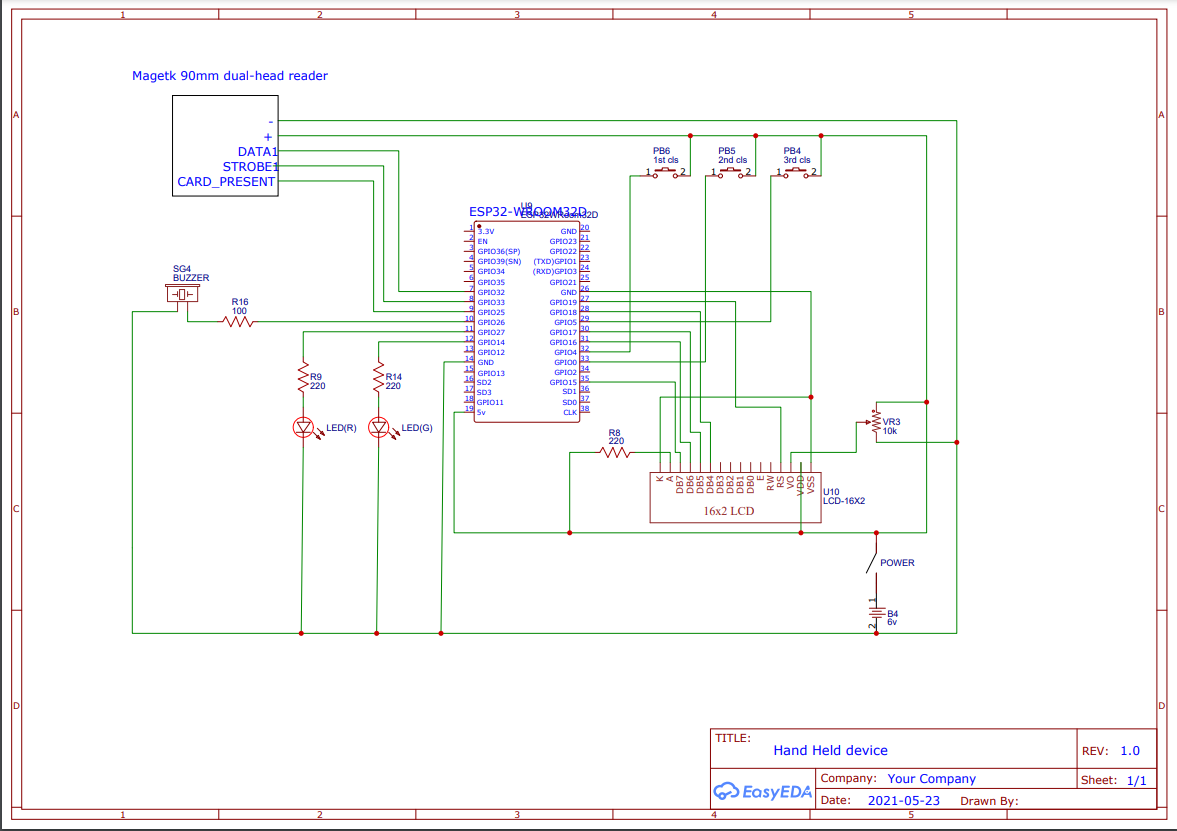 1 2 3 4 5
Magetk 90mm dual-head reader
A A
-
+
DATA1
STROBE1
CARD_PRESENT
PB6
1st cls
1 2
PB5
2nd cls
1 2
PB4
3rd cls
1 2
ESP32-WROOM32D
U9
ESP32WRoom32D
1 3.3V GND 20
2 EN GPIO23 21
3 GPIO36(SP) GPIO22 22
4 GPIO39(SN) (TXD)GPIO1 23
5 GPIO34 (RXD)GPIO3 24
6 GPIO35 GPIO21 25
7 GPIO32 GND 26
8 GPIO33 GPIO19 27
9 GPIO25 GPIO18 28
10 GPIO26 GPIO5 29
11 GPIO27 GPIO17 30
12 GPIO14 GPIO16 31
13 GPIO12 GPIO4 32
14 GND GPIO0 33
15 GPIO13 GPIO2 34
16 SD2 GPIO15 35
17 SD3 SD1 36
18 GPIO11 SD0 37
19 5v CLK 38
SG4
BUZZER
B B
R16
100
R9
220
R14
220
LED(R)
LED(G)
R8
220
VR3
10k
K A DB7 DB6 DB5 DB4 DB3 DB2 DB1 DB0 E RW RS VO VDD VSS
16x2 LCD
U10
LCD-16X2
C C
POWER
1
B4
6v
2
D D
TITLE:
Hand Held device
REV: 1.0
EasyEDA
Company: Your Company
Sheet: 1/1
Date: 2021-05-23 Drawn By:
1 2 3 4 5